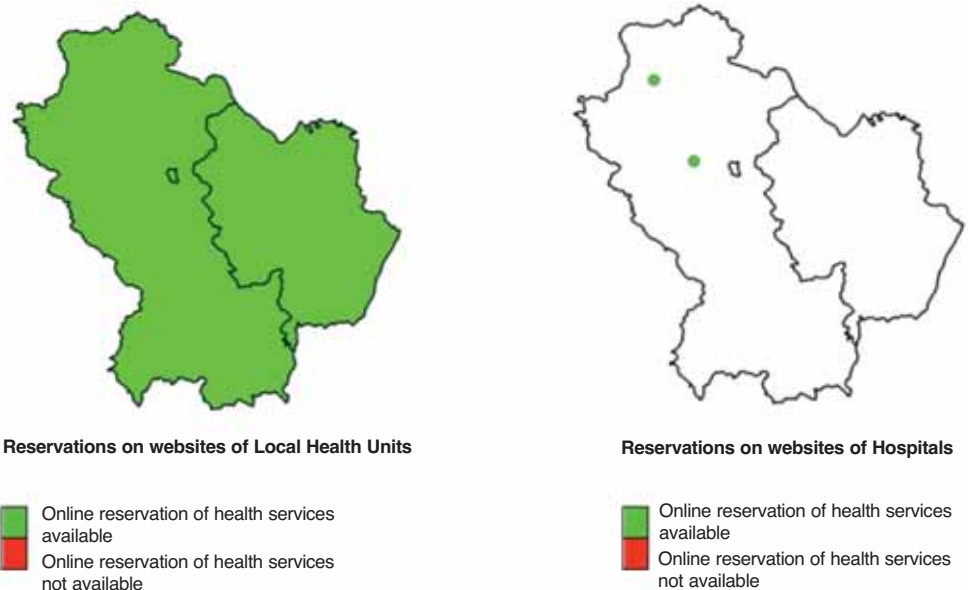 Reservations on websites of Local Health Units
Online reservation of health services
available
Online reservation of health services
not available
Reservations on websites of Hospitals
Online reservation of health services
available
Online reservation of health services
not available